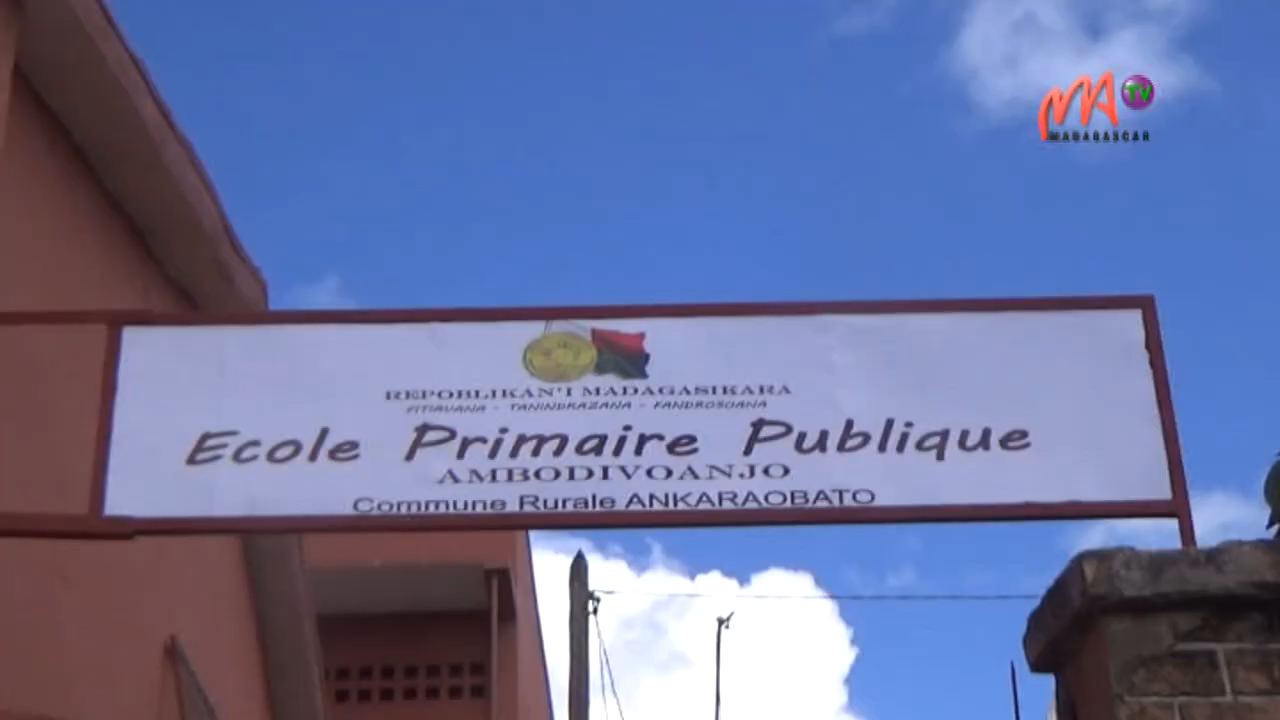 MA TV
MADAGASCAR
REPOBLIKAN'I MADAGASIKARA
FITIAVANA - TANINDRAZANA - FANDROSOANA
Ecole Primaire Publique
AMBODIVOANJO
Commune Rurale ANKARAOBATO